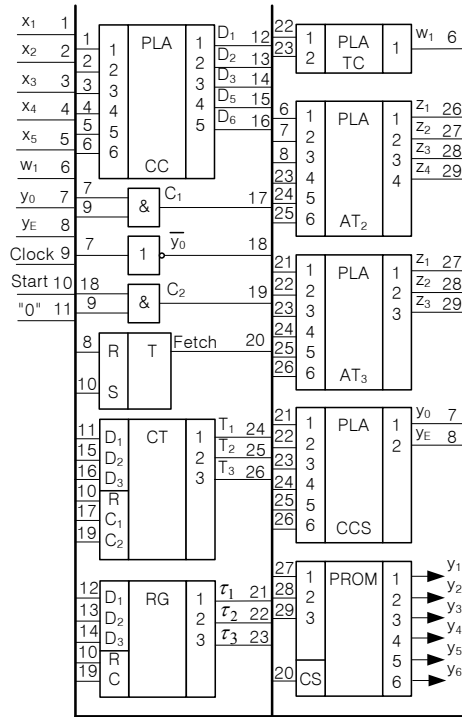 x₁ 1
x₂ 2
x₃ 3
x₄ 4
x₅ 5
w₁ 6
y₀ 7
y_E 8
Clock 9
Start 10
"0" 11
1 1 PLA 1 D₁ 12
2 2 2 D₂ 13
3 3 3 D₃ 14
4 4 4 D₅ 15
5 5 5 D₆ 16
6 6
CC
7 & C₁ 17
9
7 1 y̅₀ 18
18 & C₂ 19
9
8 R T Fetch 20
10 S
11 D₁ CT 1 T₁ 24
15 D₂ 2 T₂ 25
16 D₃ 3 T₃ 26
10 R
17 C₁
19 C₂
12 D₁ RG 1 τ₁ 21
13 D₂ 2 τ₂ 22
14 D₃ 3 τ₃ 23
10 R
19 C
22 1 PLA 1 w₁ 6
23 2 TC
6 1 PLA 1 z₁ 26
7 2 2 z₂ 27
8 3 3 z₃ 28
23 4 4 z₄ 29
24 5
25 6 AT₂
21 1 PLA 1 z₁ 27
22 2 2 z₂ 28
23 3 3 z₃ 29
24 4
25 5
26 6 AT₃
21 1 PLA 1 y₀ 7
22 2 2 y_E 8
23 3
24 4
25 5
26 6 CCS
27 1 PROM 1 y₁
28 2 2 y₂
29 3 3 y₃
4 y₄
5 y₅
20 CS 6 y₆